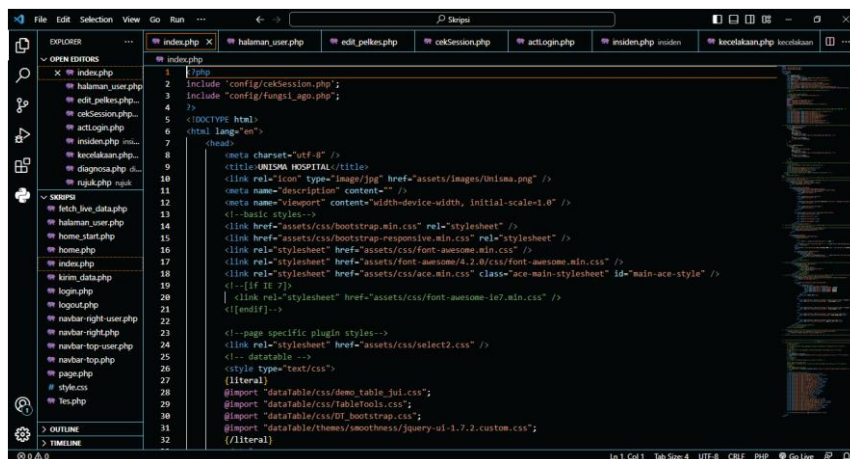 File Edit Selection View Go Run ··· Skripsi
EXPLORER ···
OPEN EDITORS
index.php
halaman_user.php
edit_pelkes.php...
cekSession.php...
actLogin.php
insiden.php insi...
kecelakaan.php...
diagnosa.php di...
rujuk.php rujuk
SKRIPSI
fetch_live_data.php
halaman_user.php
home_start.php
home.php
index.php
kirim_data.php
login.php
logout.php
navbar-right-user.php
navbar-right.php
navbar-top-user.php
navbar-top.php
page.php
# style.css
Tes.php
OUTLINE
TIMELINE
index.php halaman_user.php edit_pelkes.php cekSession.php actLogin.php insiden.php insiden kecelakaan.php kecelakaan
index.php
1 <?php
2 include 'config/cekSession.php';
3 include "config/fungsi_ago.php";
4 ?>
5 <!DOCTYPE html>
6 <html lang="en">
7 <head>
8 <meta charset="utf-8" />
9 <title>UNISMA HOSPITAL</title>
10 <link rel="icon" type="image/jpg" href="assets/images/Unisma.png" />
11 <meta name="description" content="" />
12 <meta name="viewport" content="width=device-width, initial-scale=1.0" />
13 <!--basic styles-->
14 <link href="assets/css/bootstrap.min.css" rel="stylesheet" />
15 <link href="assets/css/bootstrap-responsive.min.css" rel="stylesheet" />
16 <link rel="stylesheet" href="assets/css/font-awesome.min.css" />
17 <link rel="stylesheet" href="assets/font-awesome/4.2.0/css/font-awesome.min.css" />
18 <link rel="stylesheet" href="assets/css/ace.min.css" class="ace-main-stylesheet" id="main-ace-style" />
19 <!--[if IE 7]>
20 <link rel="stylesheet" href="assets/css/font-awesome-ie7.min.css" />
21 <![endif]-->
22
23 <!--page specific plugin styles-->
24 <link rel="stylesheet" href="assets/css/select2.css" />
25 <!-- datatable -->
26 <style type="text/css">
27 {literal}
28 @import "dataTable/css/demo_table_jui.css";
29 @import "dataTable/css/TableTools.css";
30 @import "dataTable/css/DT_bootstrap.css";
31 @import "dataTable/themes/smoothness/jquery-ui-1.7.2.custom.css";
32 {/literal}
0 0 Ln 1, Col 1 Tab Size: 4 UTF-8 CRLF PHP Go Live